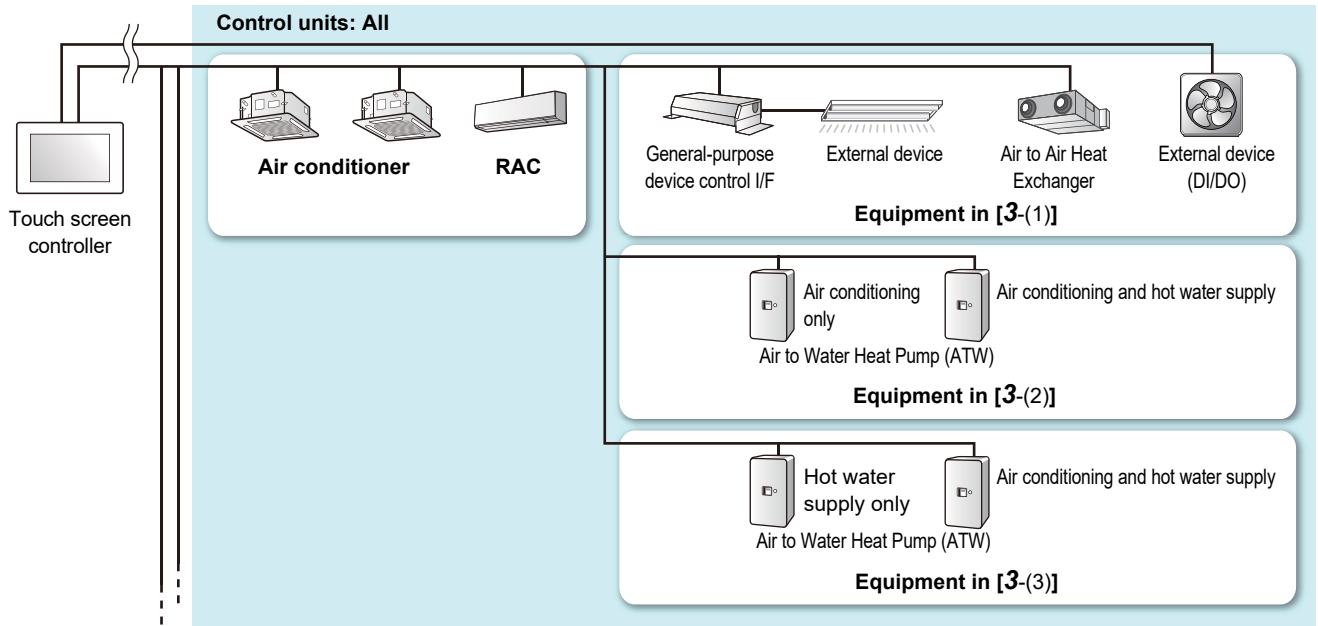 Control units: All
Touch screen
controller
Air conditioner
RAC
General-purpose
device control I/F
External device
Air to Air Heat
Exchanger
External device
(DI/DO)
Equipment in [3-(1)]
Air conditioning
only
Air conditioning and hot water supply
Air to Water Heat Pump (ATW)
Equipment in [3-(2)]
Hot water
supply only
Air conditioning and hot water supply
Air to Water Heat Pump (ATW)
Equipment in [3-(3)]